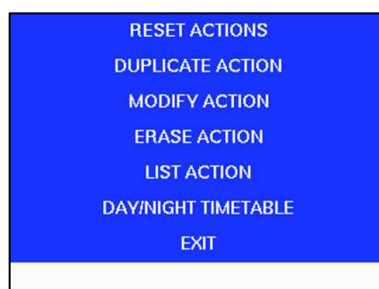 RESET ACTIONS
DUPLICATE ACTION
MODIFY ACTION
ERASE ACTION
LIST ACTION
DAY/NIGHT TIMETABLE
EXIT